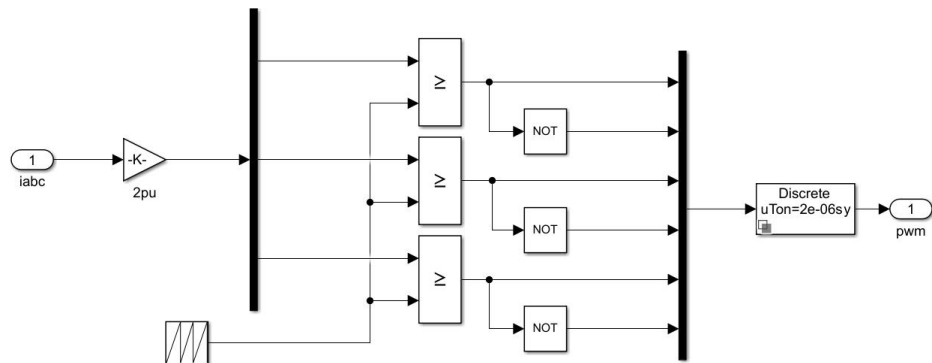 1
iabc
-K-
2pu
≥
NOT
≥
NOT
≥
NOT
Discrete
uTon=2e-06sy
1
pwm